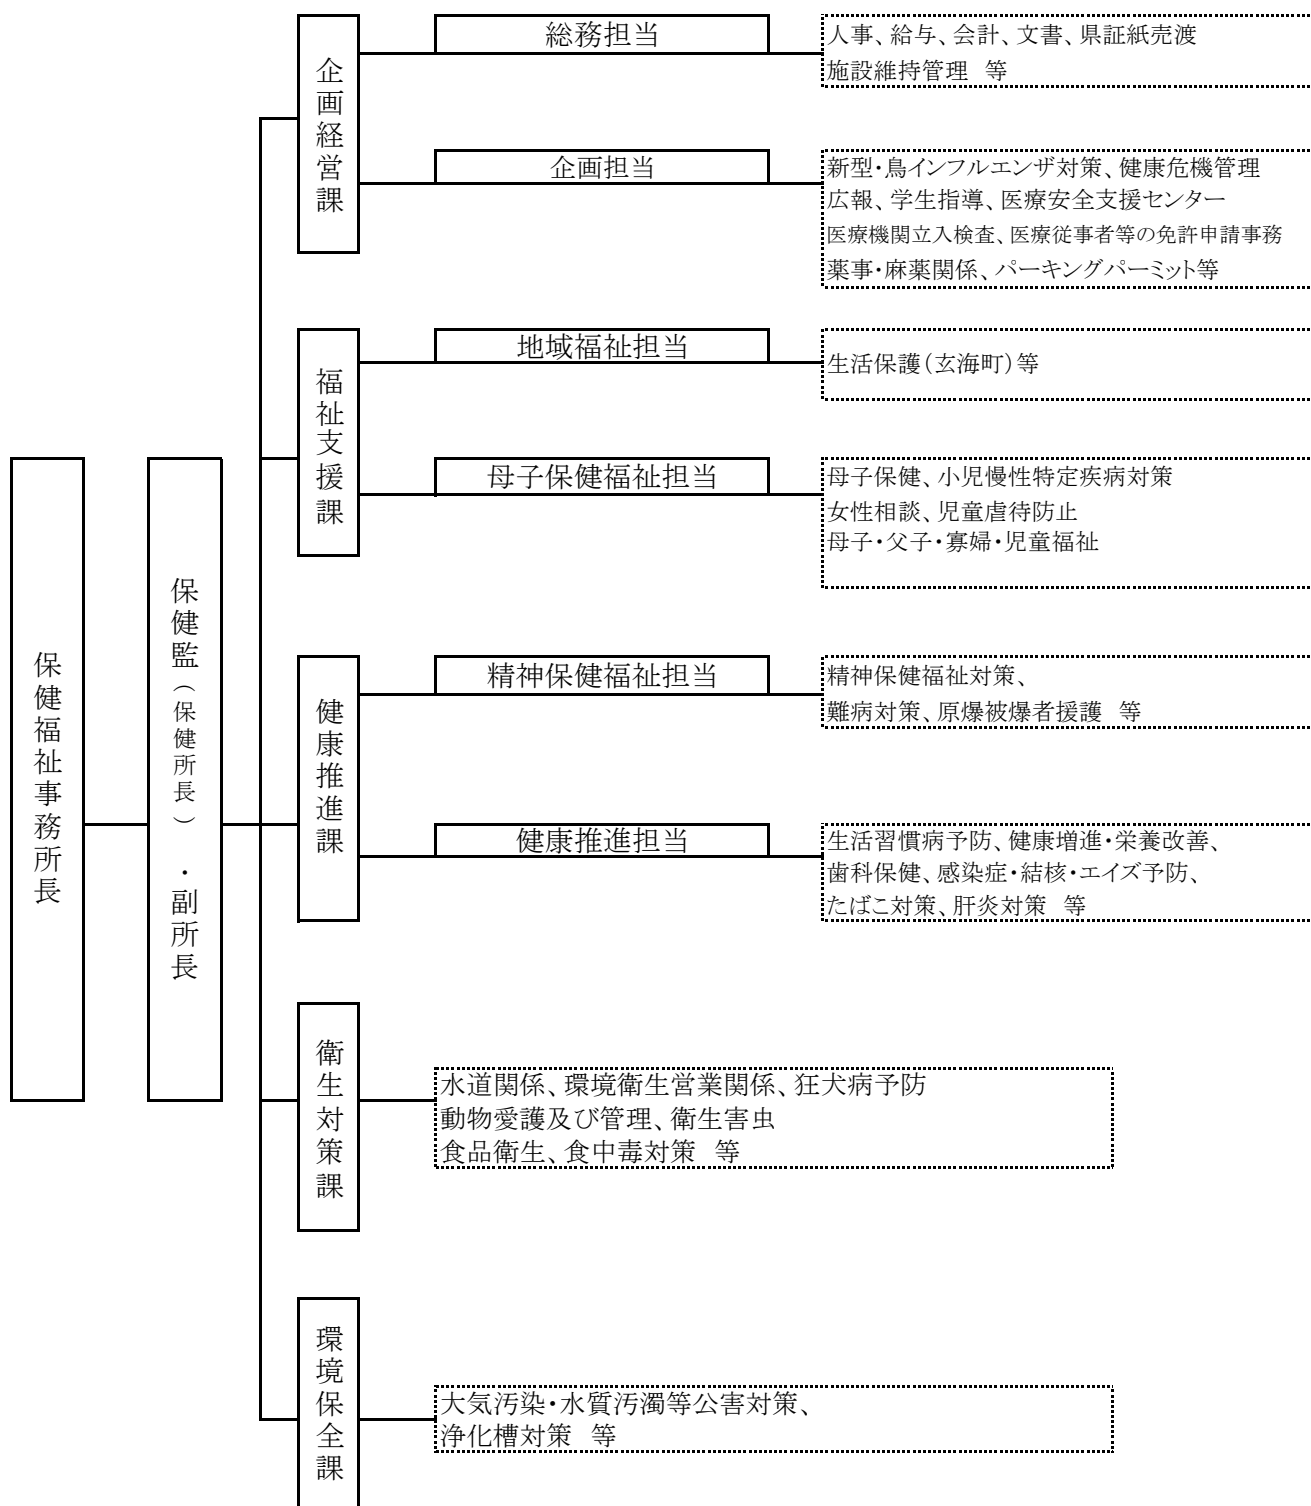 保健福祉事務所長
保健監（保健所長）・副所長
企画経営課
総務担当
人事、給与、会計、文書、県証紙売渡
施設維持管理　等
企画担当
新型・鳥インフルエンザ対策、健康危機管理
広報、学生指導、医療安全支援センター
医療機関立入検査、医療従事者等の免許申請事務
薬事・麻薬関係、パーキングパーミット等
福祉支援課
地域福祉担当
生活保護（玄海町）等
母子保健福祉担当
母子保健、小児慢性特定疾病対策
女性相談、児童虐待防止
母子・父子・寡婦・児童福祉
健康推進課
精神保健福祉担当
精神保健福祉対策、
難病対策、原爆被爆者援護　等
健康推進担当
生活習慣病予防、健康増進・栄養改善、
歯科保健、感染症・結核・エイズ予防、
たばこ対策、肝炎対策　等
衛生対策課
水道関係、環境衛生営業関係、狂犬病予防
動物愛護及び管理、衛生害虫
食品衛生、食中毒対策　等
環境保全課
大気汚染・水質汚濁等公害対策、
浄化槽対策　等